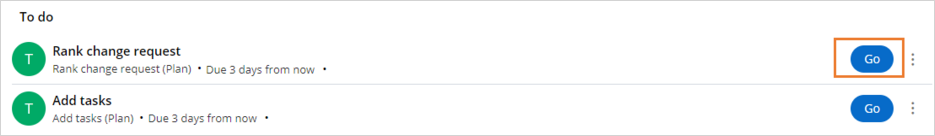 To do
T
Rank change request
Rank change request (Plan) • Due 3 days from now •
Go
T
Add tasks
Add tasks (Plan) • Due 3 days from now •
Go